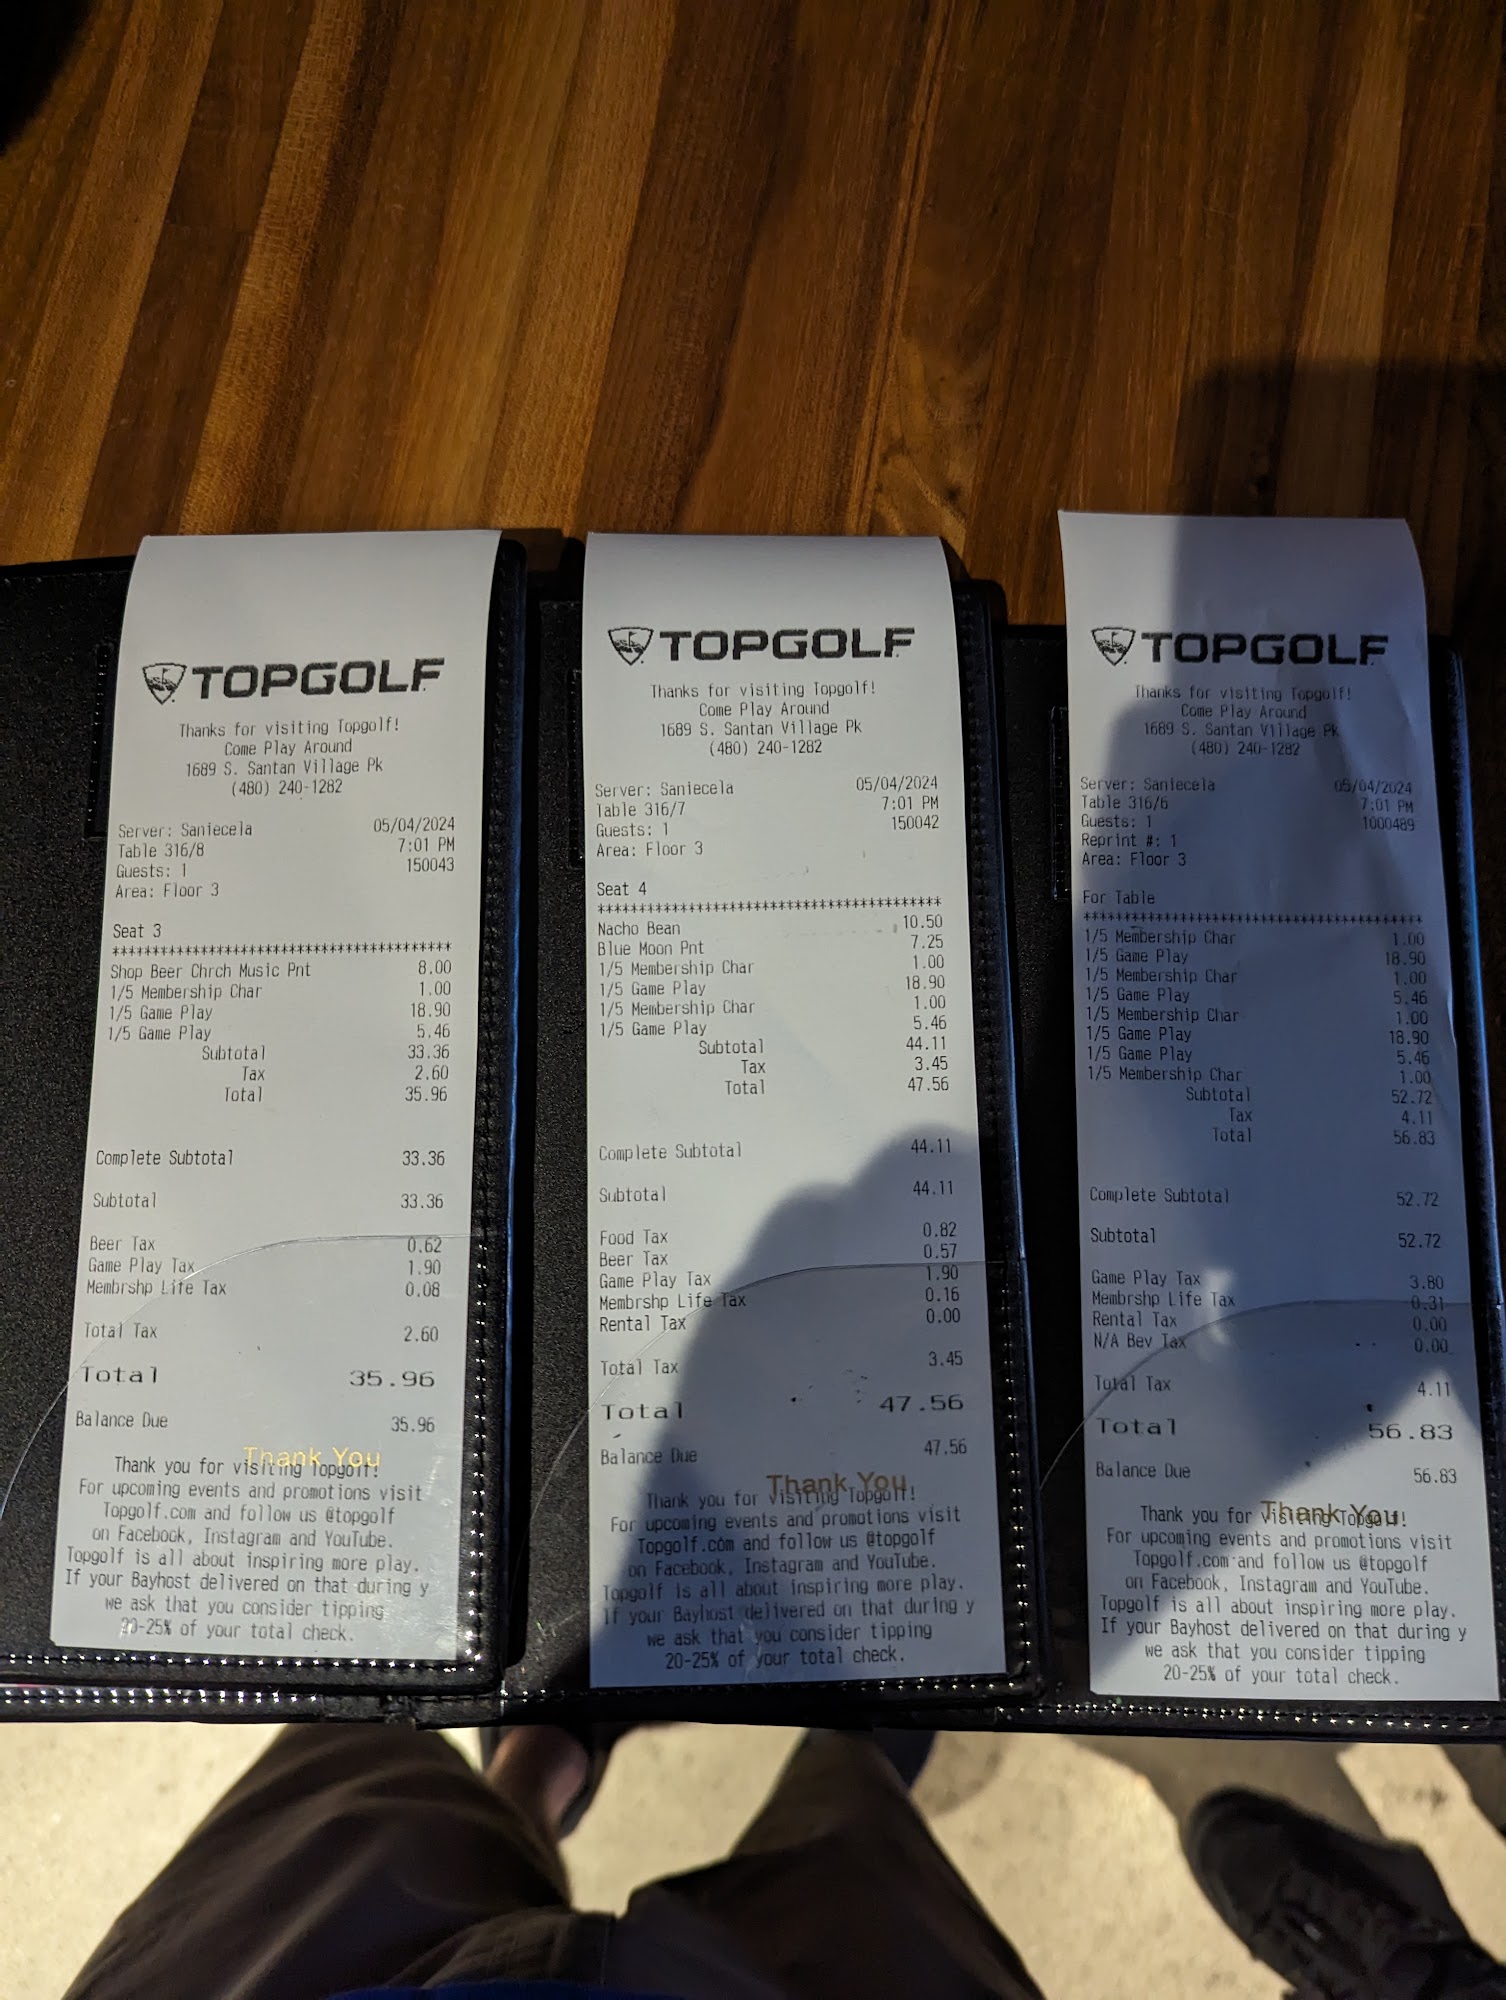 TOPGOLF
Thanks for visiting Topgolf!
Come Play Around
1689 S. Santan Village Pk
(480) 240-1282
Server: Saniecela 05/04/2024
Table 316/8 7:01 PM
Guests: 1 150043
Area: Floor 3
Seat 3
*****************************************
Shop Beer Chrch Music Pnt 8.00
1/5 Membership Char 1.00
1/5 Game Play 18.90
1/5 Game Play 5.46
Subtotal 33.36
Tax 2.60
Total 35.96
Complete Subtotal 33.36
Subtotal 33.36
Beer Tax 0.62
Game Play Tax 1.90
Membrshp Life Tax 0.08
Total Tax 2.60
Total 35.96
Balance Due 35.96
Thank You
Thank you for visiting Topgolf!
For upcoming events and promotions visit
Topgolf.com and follow us @topgolf
on Facebook, Instagram and YouTube.
Topgolf is all about inspiring more play.
If your Bayhost delivered on that during y
we ask that you consider tipping
20-25% of your total check.
TOPGOLF
Thanks for visiting Topgolf!
Come Play Around
1689 S. Santan Village Pk
(480) 240-1282
Server: Saniecela 05/04/2024
Table 316/7 7:01 PM
Guests: 1 150042
Area: Floor 3
Seat 4
*****************************************
Nacho Bean 10.50
Blue Moon Pnt 7.25
1/5 Membership Char 1.00
1/5 Game Play 18.90
1/5 Membership Char 1.00
1/5 Game Play 5.46
Subtotal 44.11
Tax 3.45
Total 47.56
Complete Subtotal 44.11
Subtotal 44.11
Food Tax 0.82
Beer Tax 0.57
Game Play Tax 1.90
Membrshp Life Tax 0.16
Rental Tax 0.00
Total Tax 3.45
Total 47.56
Balance Due 47.56
Thank You
Thank you for visiting Topgolf!
For upcoming events and promotions visit
Topgolf.com and follow us @topgolf
on Facebook, Instagram and YouTube.
Topgolf is all about inspiring more play.
If your Bayhost delivered on that during y
we ask that you consider tipping
20-25% of your total check.
TOPGOLF
Thanks for visiting Topgolf!
Come Play Around
1689 S. Santan Village Pk
(480) 240-1282
Server: Saniecela 05/04/2024
Table 316/6 7:01 PM
Guests: 1 1000489
Reprint #: 1
Area: Floor 3
For Table
*****************************************
1/5 Membership Char 1.00
1/5 Game Play 18.90
1/5 Membership Char 1.00
1/5 Game Play 5.46
1/5 Membership Char 1.00
1/5 Game Play 18.90
1/5 Game Play 5.46
1/5 Membership Char 1.00
Subtotal 52.72
Tax 4.11
Total 56.83
Complete Subtotal 52.72
Subtotal 52.72
Game Play Tax 3.80
Membrshp Life Tax 0.31
Rental Tax 0.00
N/A Bev Tax 0.00
Total Tax 4.11
Total 56.83
Balance Due 56.83
Thank You
Thank you for visiting Topgolf!
For upcoming events and promotions visit
Topgolf.com and follow us @topgolf
on Facebook, Instagram and YouTube.
Topgolf is all about inspiring more play.
If your Bayhost delivered on that during y
we ask that you consider tipping
20-25% of your total check.